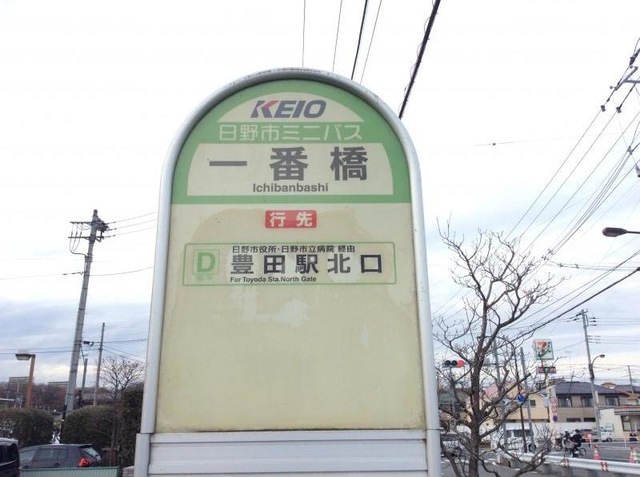 KEIO
日野市ミニバス
一番橋
Ichibanbashi
行先
日野市役所・日野市立病院 経由
D 豊田駅北口
For Toyoda Sta.North Gate